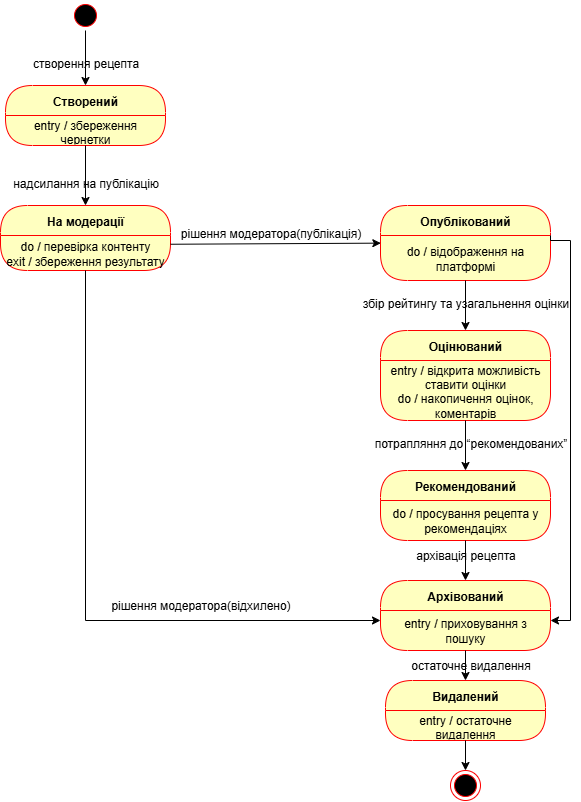 створення рецепта
Створений
entry / збереження
чернетки
надсилання на публікацію
На модерації
do / перевірка контенту
exit / збереження результату
рішення модератора(публікація)
Опублікований
do / відображення на
платформі
збір рейтингу та узагальнення оцінки
Оцінюваний
entry / відкрита можливість
ставити оцінки
do / накопичення оцінок,
коментарів
потрапляння до “рекомендованих”
Рекомендований
do / просування рецепта у
рекомендаціях
архівація рецепта
рішення модератора(відхилено)
Архівований
entry / приховування з
пошуку
остаточне видалення
Видалений
entry / остаточне
видалення